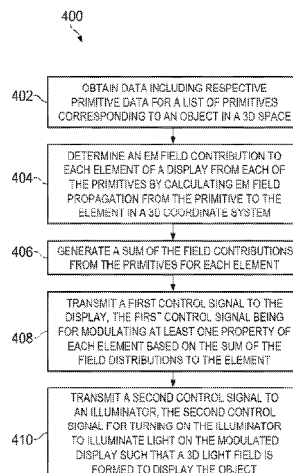 400
402
OBTAIN DATA INCLUDING RESPECTIVE
PRIMITIVE DATA FOR A LIST OF PRIMITIVES
CORRESPONDING TO AN OBJECT IN A 3D SPACE
404
DETERMINE AN EM FIELD CONTRIBUTION TO
EACH ELEMENT OF A DISPLAY FROM EACH OF
THE PRIMITIVES BY CALCULATING EM FIELD
PROPAGATION FROM THE PRIMITIVE TO THE
ELEMENT IN A 3D COORDINATE SYSTEM
406
GENERATE A SUM OF THE FIELD CONTRIBUTIONS
FROM THE PRIMITIVES FOR EACH ELEMENT
408
TRANSMIT A FIRST CONTROL SIGNAL TO THE
DISPLAY, THE FIRST CONTROL SIGNAL BEING
FOR MODULATING AT LEAST ONE PROPERTY OF
EACH ELEMENT BASED ON THE SUM OF THE
FIELD DISTRIBUTIONS TO THE ELEMENT
410
TRANSMIT A SECOND CONTROL SIGNAL TO
AN ILLUMINATOR, THE SECOND CONTROL
SIGNAL FOR TURNING ON THE ILLUMINATOR
TO ILLUMINATE LIGHT ON THE MODULATED
DISPLAY SUCH THAT A 3D LIGHT FIELD IS
FORMED TO DISPLAY THE OBJECT